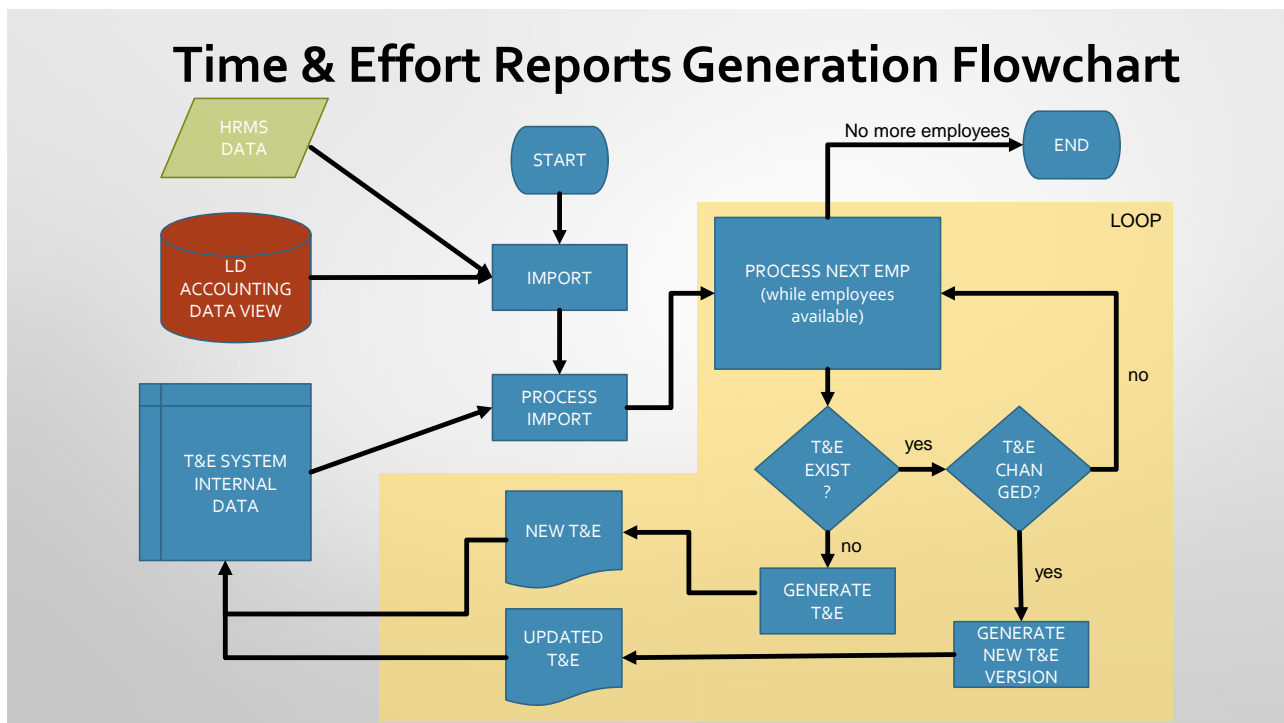 Time & Effort Reports Generation Flowchart
HRMS
DATA
START
No more employees
END
LOOP
LD
ACCOUNTING
DATA VIEW
IMPORT
PROCESS NEXT EMP
(while employees
available)
PROCESS
IMPORT
no
T&E SYSTEM
INTERNAL
DATA
T&E
EXIST
?
yes
T&E
CHAN
GED?
NEW T&E
no
yes
GENERATE
T&E
UPDATED
T&E
GENERATE
NEW T&E
VERSION